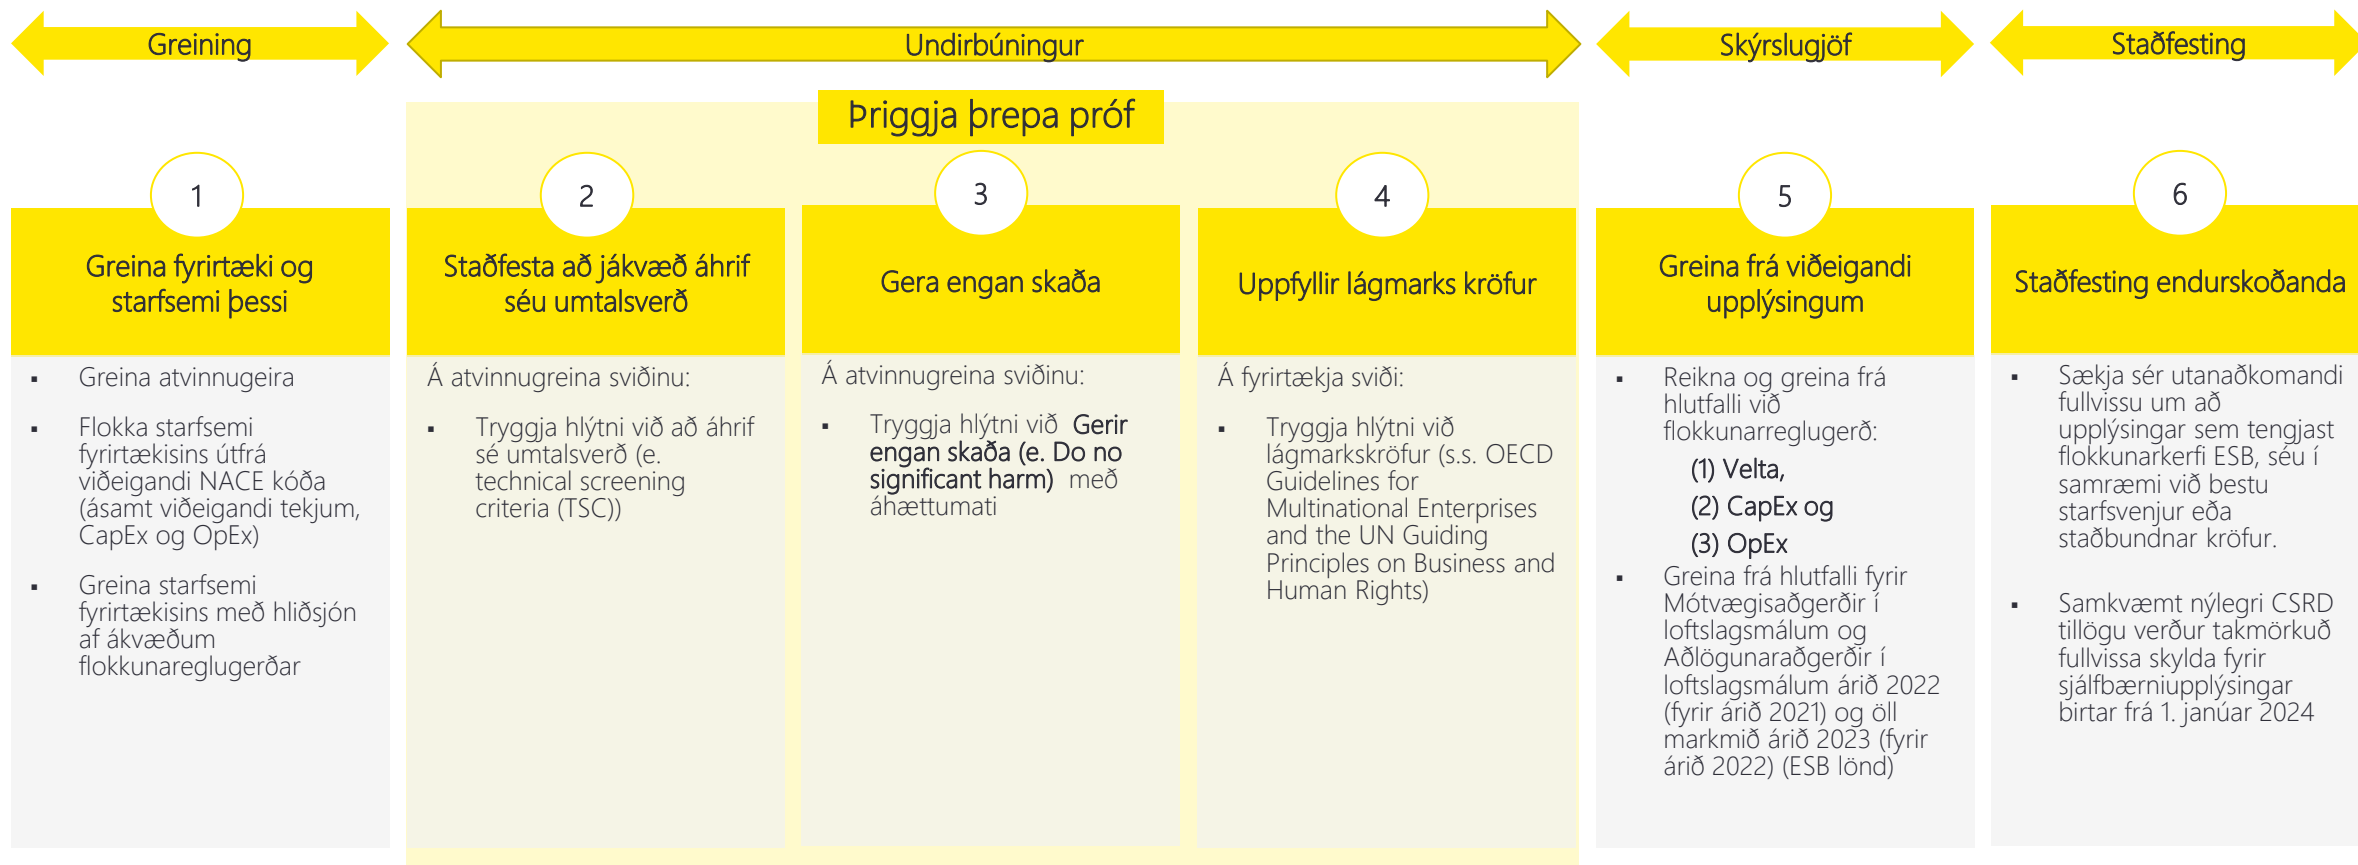 Greining
Undirbúningur
Skýrslugjöf
Staðfesting
Þriggja þrepa próf
1
Greina fyrirtæki og
starfsemi þessi
▪ Greina atvinnugeira
▪ Flokka starfsemi
fyrirtækisins útfrá
viðeigandi NACE kóða
(ásamt viðeigandi tekjum,
CapEx og OpEx)
▪ Greina starfsemi
fyrirtækisins með hliðsjón
af ákvæðum
flokkunareglugerðar
2
Staðfesta að jákvæð áhrif
séu umtalsverð
Á atvinnugreina sviðinu:
▪ Tryggja hlýtni við að áhrif
sé umtalsverð (e.
technical screening
criteria (TSC))
3
Gera engan skaða
Á atvinnugreina sviðinu:
▪ Tryggja hlýtni við Gerir
engan skaða (e. Do no
significant harm) með
áhættumati
4
Uppfyllir lágmarks kröfur
Á fyrirtækja sviði:
▪ Tryggja hlýtni við
lágmarkskröfur (s.s. OECD
Guidelines for
Multinational Enterprises
and the UN Guiding
Principles on Business and
Human Rights)
5
Greina frá viðeigandi
upplýsingum
▪ Reikna og greina frá
hlutfalli við
flokkunarreglugerð:
(1) Velta,
(2) CapEx og
(3) OpEx
▪ Greina frá hlutfalli fyrir
Mótvægisaðgerðir í
loftslagsmálum og
Aðlögunaraðgerðir í
loftslagsmálum árið 2022
(fyrir árið 2021) og öll
markmið árið 2023 (fyrir
árið 2022) (ESB lönd)
6
Staðfesting endurskoðanda
▪ Sækja sér utanaðkomandi
fullvissu um að
upplýsingar sem tengjast
flokkunarkerfi ESB, séu í
samræmi við bestu
starfsvenjur eða
staðbundnar kröfur.
▪ Samkvæmt nýlegri CSRD
tillögu verður takmörkuð
fullvissa skylda fyrir
sjálfbærniupplýsingar
birtar frá 1. janúar 2024